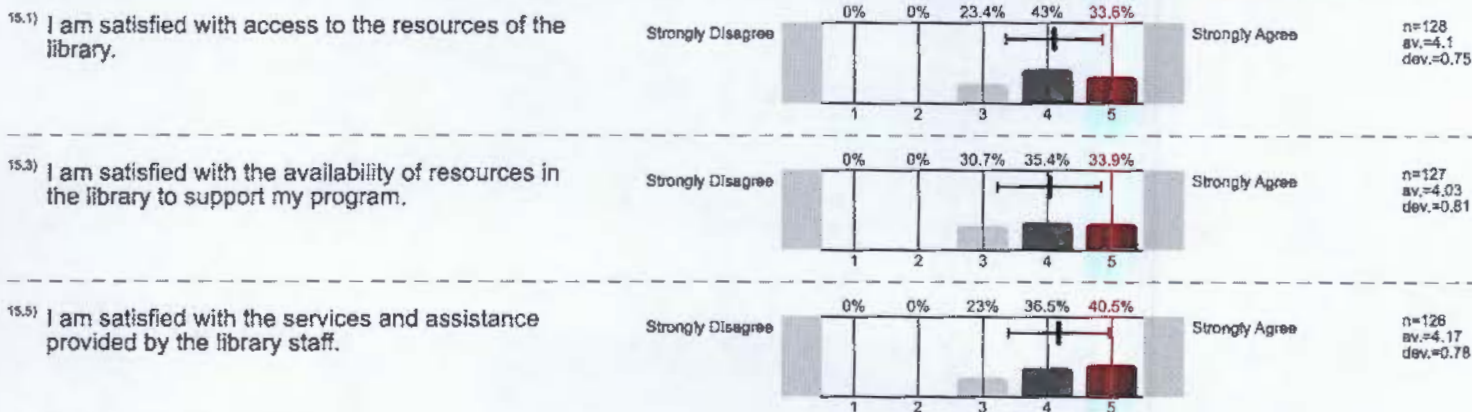 15.1) I am satisfied with access to the resources of the
library.
Strongly Disagree
0% 0% 23.4% 43% 33.6%
1 2 3 4 5
Strongly Agree
n=128
av.=4.1
dev.=0.75
15.3) I am satisfied with the availability of resources in
the library to support my program.
Strongly Disagree
0% 0% 30.7% 35.4% 33.9%
1 2 3 4 5
Strongly Agree
n=127
av.=4.03
dev.=0.81
15.5) I am satisfied with the services and assistance
provided by the library staff.
Strongly Disagree
0% 0% 23% 36.5% 40.5%
1 2 3 4 5
Strongly Agree
n=126
av.=4.17
dev.=0.78